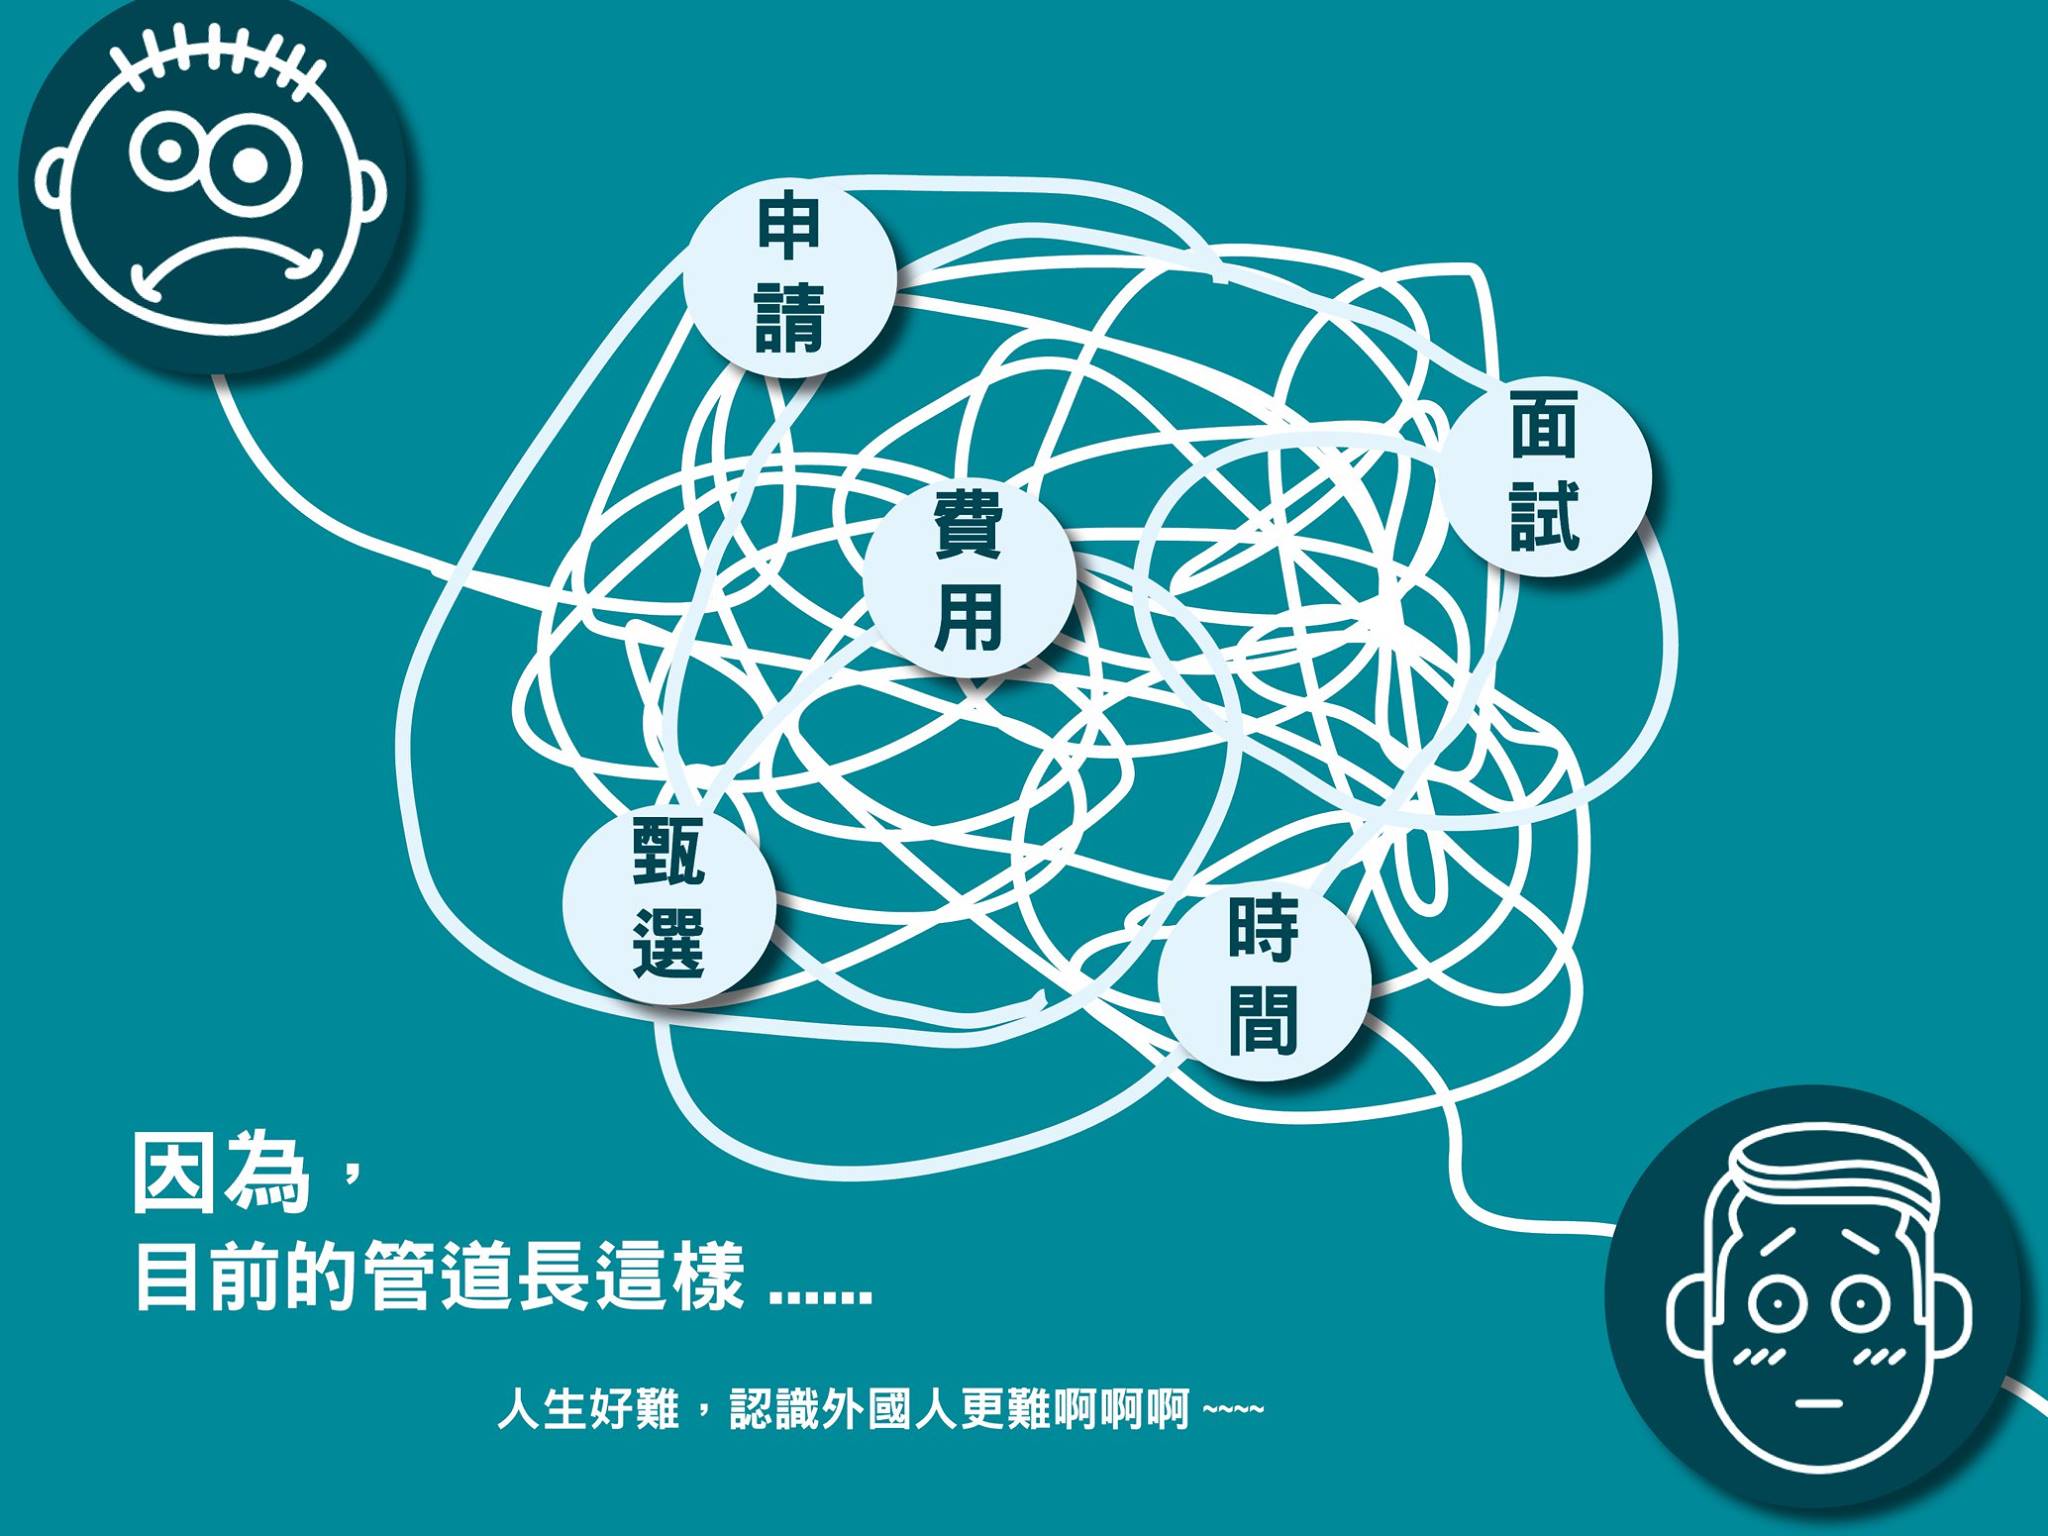 申請
面試
費用
甄選
時間
因為，
目前的管道長這樣 ......
人生好難，認識外國人更難啊啊啊 ~~~~